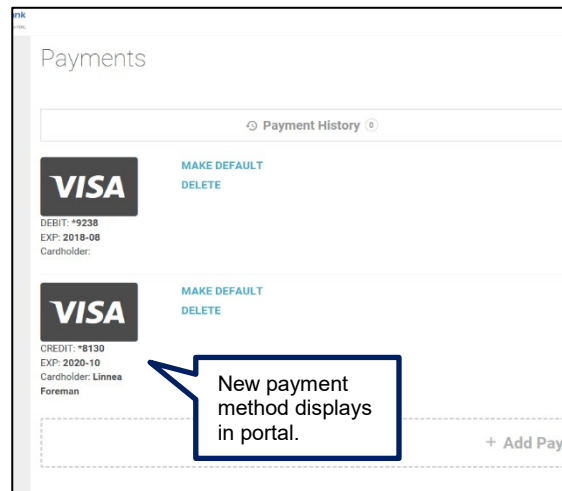 ink
Payments
Payment History 0
VISA
MAKE DEFAULT
DELETE
DEBIT: *9238
EXP: 2018-08
Cardholder:
VISA
MAKE DEFAULT
DELETE
CREDIT: *8130
EXP: 2020-10
Cardholder: Linnea
Foreman
New payment
method displays
in portal.
+ Add Pay